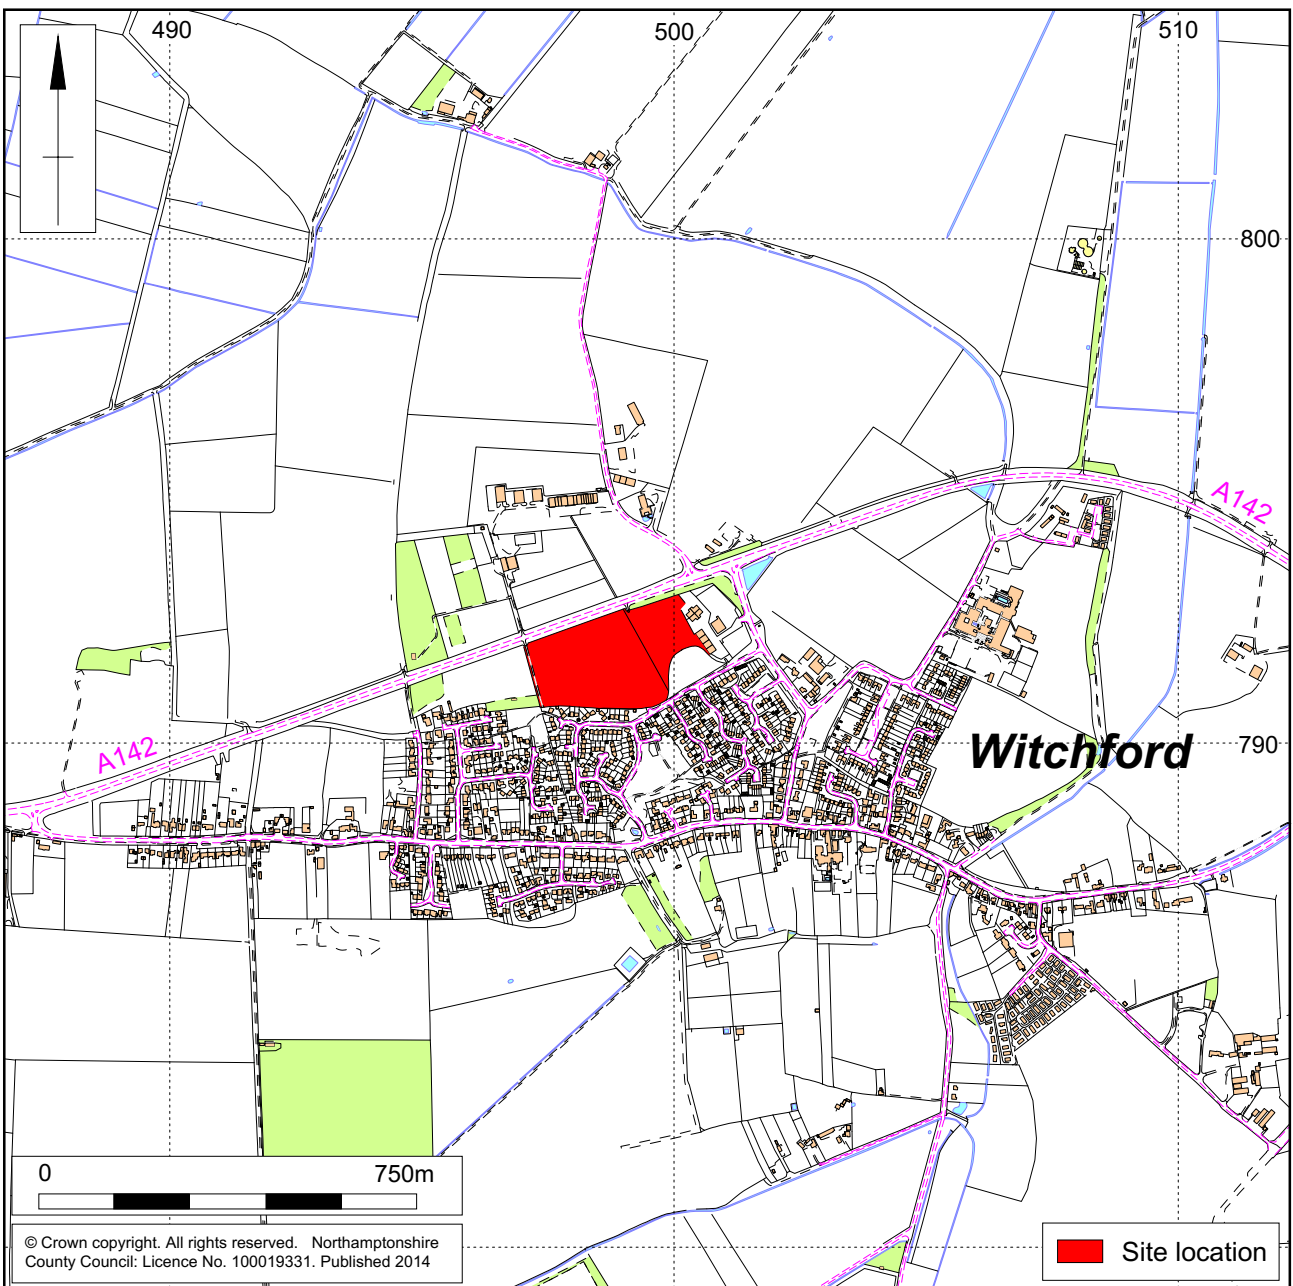 490
500
510
800
A142
A142
Witchford
790
0 750m
© Crown copyright. All rights reserved. Northamptonshire
County Council: Licence No. 100019331. Published 2014
Site location